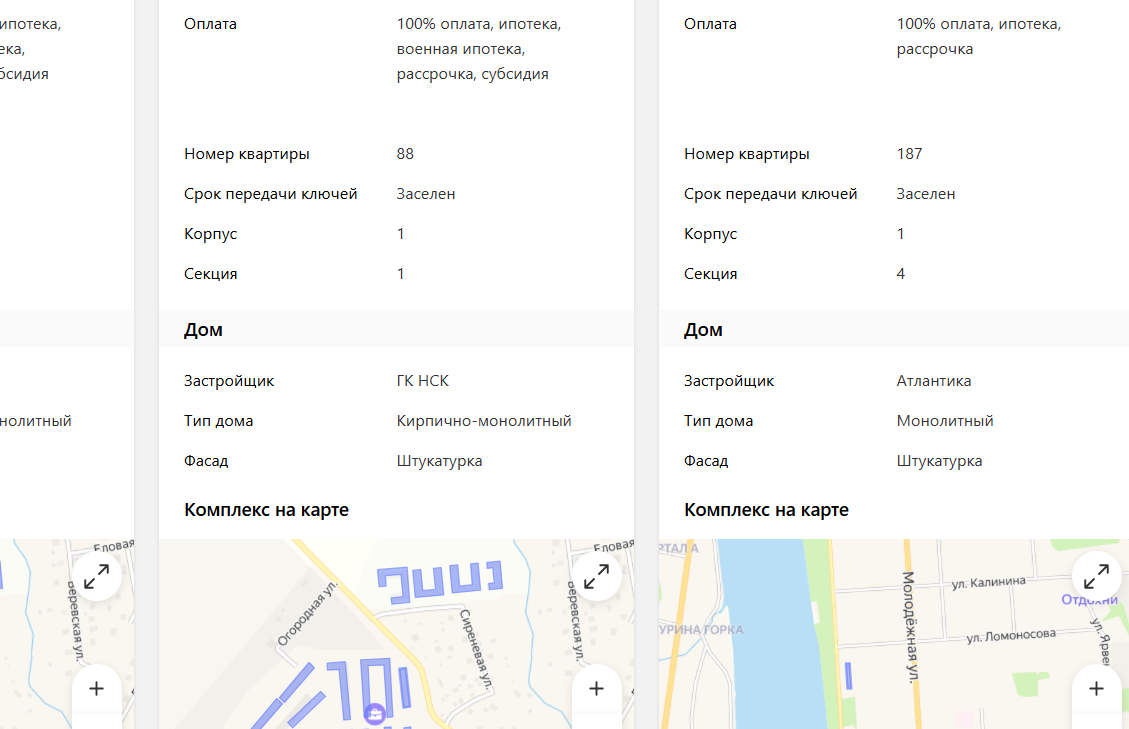 ипотека,
ека,
бсидия
нолитный
Еловая
Веревская ул.
Оплата 100% оплата, ипотека,
военная ипотека,
рассрочка, субсидия
Номер квартиры 88
Срок передачи ключей Заселен
Корпус 1
Секция 1
Дом
Застройщик ГК НСК
Тип дома Кирпично-монолитный
Фасад Штукатурка
Комплекс на карте
Еловая
Огородная ул.
Сиреневая ул.
Веревская ул.
Оплата 100% оплата, ипотека,
рассрочка
Номер квартиры 187
Срок передачи ключей Заселен
Корпус 1
Секция 4
Дом
Застройщик Атлантика
Тип дома Монолитный
Фасад Штукатурка
Комплекс на карте
РТАЛ А
УРИНА ГОРКА
Молодёжная ул.
ул. Калинина
Отдохни
ул. Ломоносова
ул. Ярвен